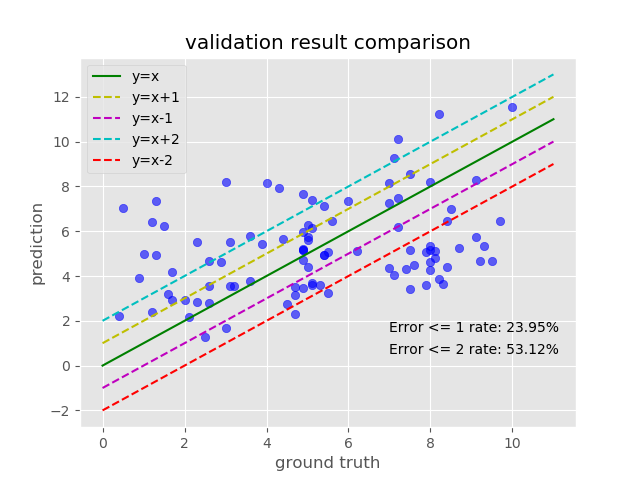 validation result comparison
y=x
y=x+1
y=x-1
y=x+2
y=x-2
12
10
8
6
4
2
0
−2
prediction
Error <= 1 rate: 23.95%
Error <= 2 rate: 53.12%
0 2 4 6 8 10
ground truth